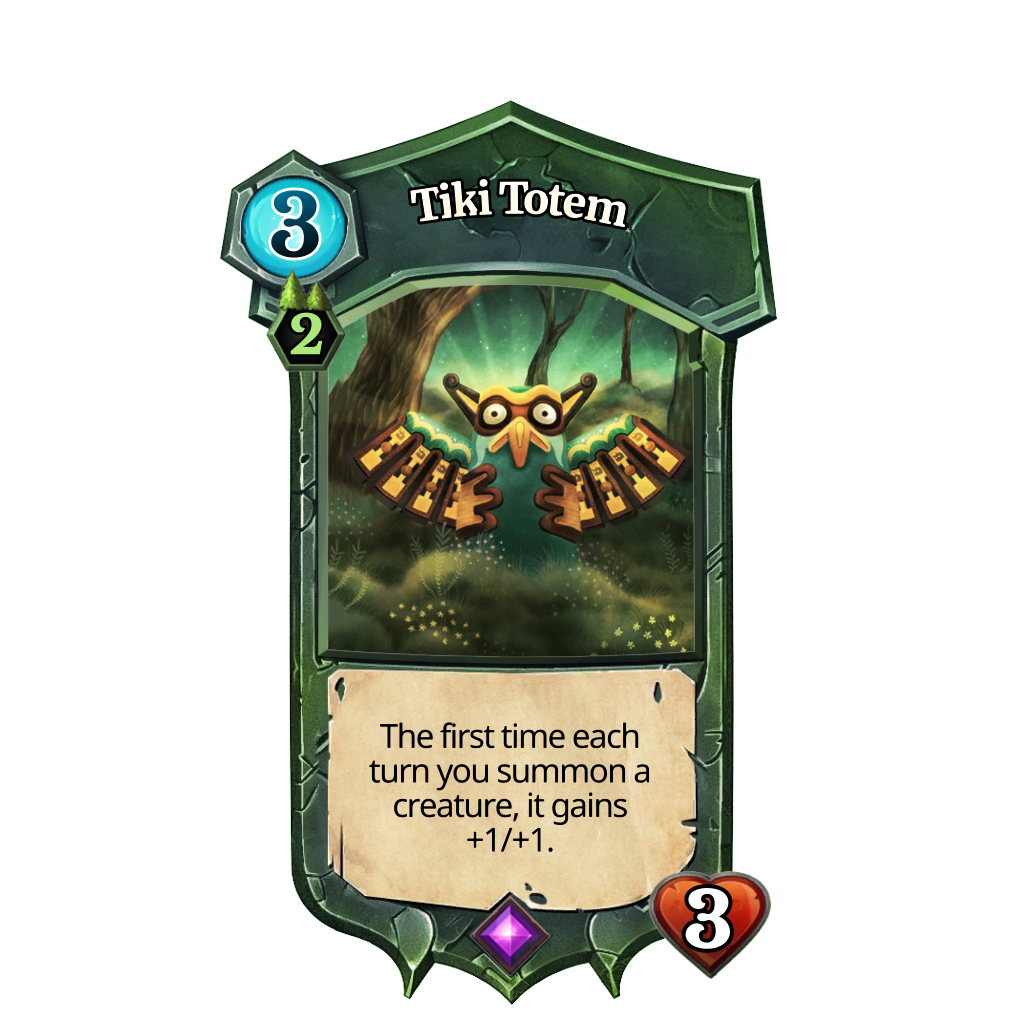 Tiki Totem
3
2
The first time each
turn you summon a
creature, it gains
+1/+1.
3